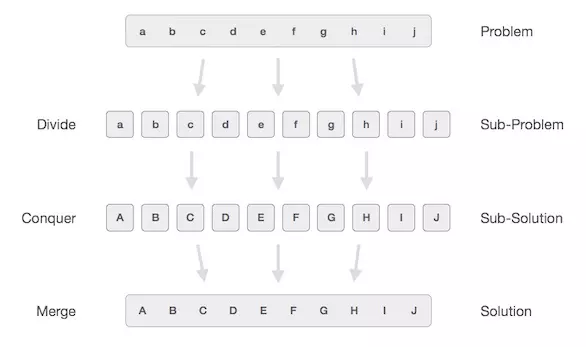 a b c d e f g h i j Problem
Divide a b c d e f g h i j Sub-Problem
Conquer A B C D E F G H I J Sub-Solution
Merge A B C D E F G H I J Solution